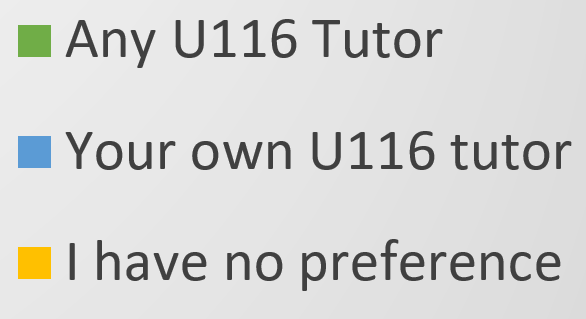 Any U116 Tutor
Your own U116 tutor
I have no preference